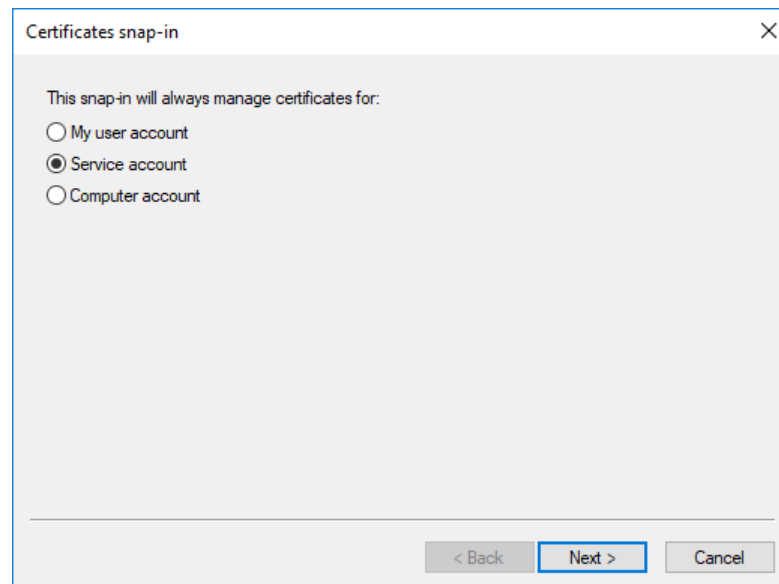 Certificates snap-in
This snap-in will always manage certificates for:
My user account
Service account
Computer account
< Back Next > Cancel